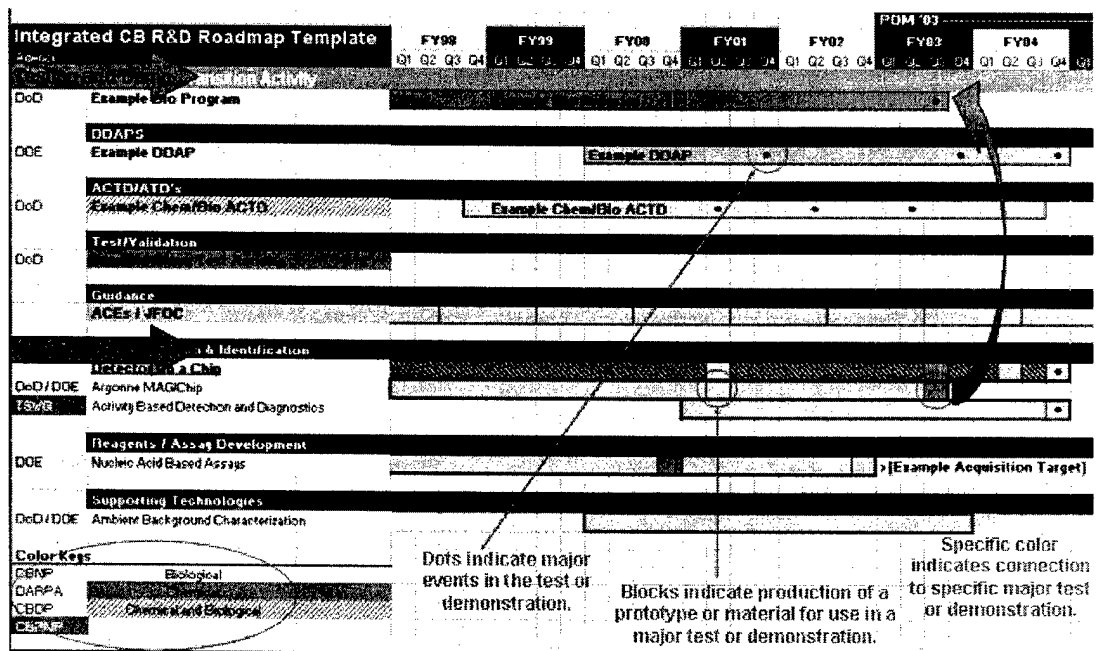 POM '03
Integrated CB R&D Roadmap Template
FY98 FY99 FY00 FY01 FY02 FY03 FY04
Q1 Q2 Q3 Q4 Q1 Q2 Q3 Q4 Q1 Q2 Q3 Q4 Q1 Q2 Q3 Q4 Q1 Q2 Q3 Q4 Q1 Q2 Q3 Q4 Q1 Q2 Q3 Q4 Q1
Activity
DoD Example Bio Program
DDAPS
DOE Example DDAP Example DDAP
ACTD/ATD's
DoD Example Chem/Bio ACTD Example Chem/Bio ACTD
Test/Validation
DoD
Guidance
ACEs / JFOC
& Identification
Detection on a Chip
DoD/DOE Argonne MAGIChip
TSWG Activity Based Detection and Diagnostics
Reagents / Assay Development
DOE Nucleic Acid Based Assays >[Example Acquisition Target]
Supporting Technologies
DoD/DOE Ambient Background Characterization
Color Keys
CBNP Biological
DARPA Chemical
CBDP Chemical and Biological
Dots indicate major
events in the test or
demonstration.
Blocks indicate production of a
prototype or material for use in a
major test or demonstration.
Specific color
indicates connection
to specific major test
or demonstration.